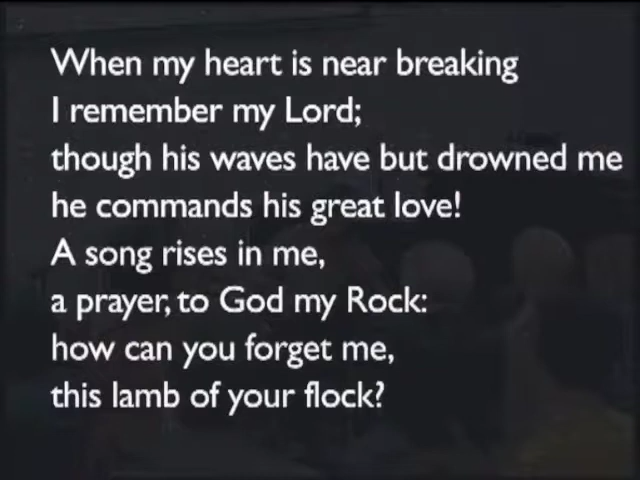 When my heart is near breaking
I remember my Lord;
though his waves have but drowned me
he commands his great love!
A song rises in me,
a prayer, to God my Rock:
how can you forget me,
this lamb of your flock?